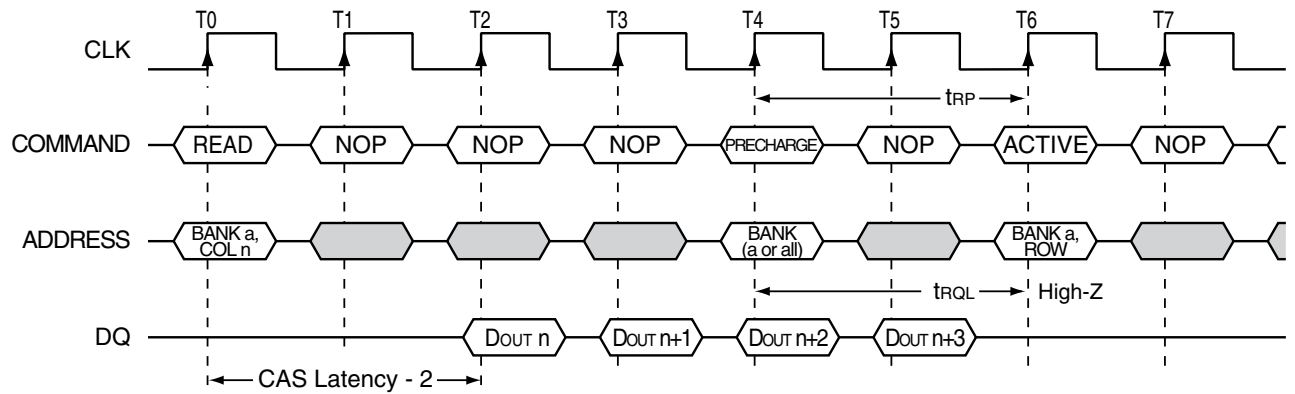 T0 T1 T2 T3 T4 T5 T6 T7
CLK
tRP
COMMAND READ NOP NOP NOP PRECHARGE NOP ACTIVE NOP
ADDRESS BANK a, COL n BANK (a or all) BANK a, ROW
tRQL High-Z
DQ DOUT n DOUT n+1 DOUT n+2 DOUT n+3
CAS Latency - 2